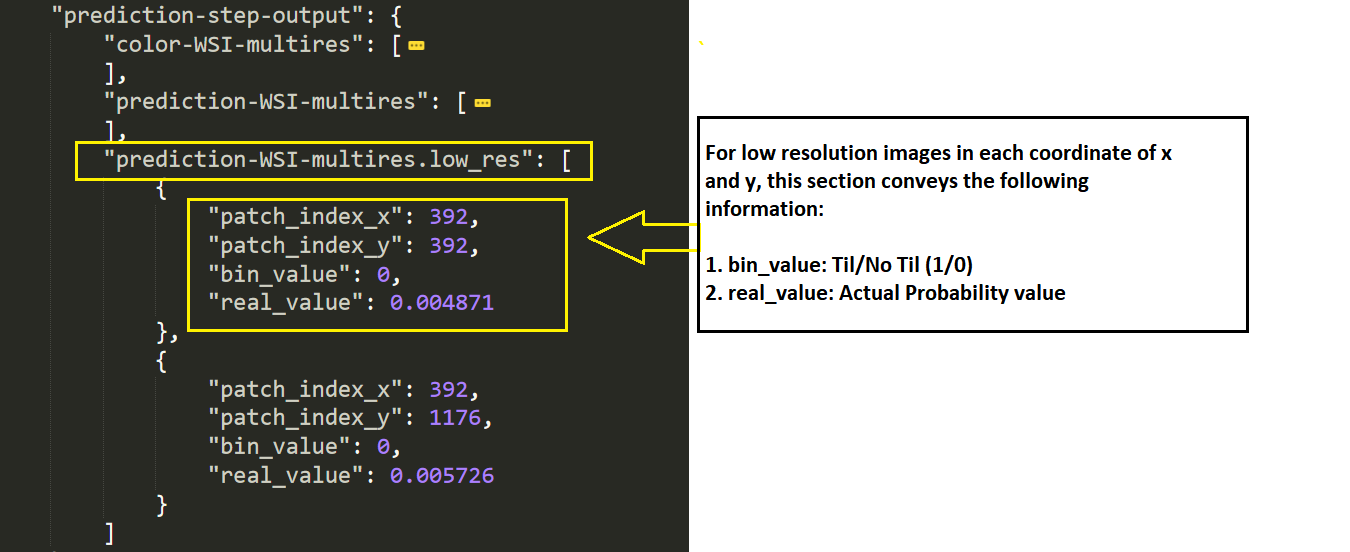 "prediction-step-output": {
"color-WSI-multires": [
],
"prediction-WSI-multires": [
],
"prediction-WSI-multires.low_res": [
{
"patch_index_x": 392,
"patch_index_y": 392,
"bin_value": 0,
"real_value": 0.004871
},
{
"patch_index_x": 392,
"patch_index_y": 1176,
"bin_value": 0,
"real_value": 0.005726
}
]
For low resolution images in each coordinate of x
and y, this section conveys the following
information:
1. bin_value: Til/No Til (1/0)
2. real_value: Actual Probability value